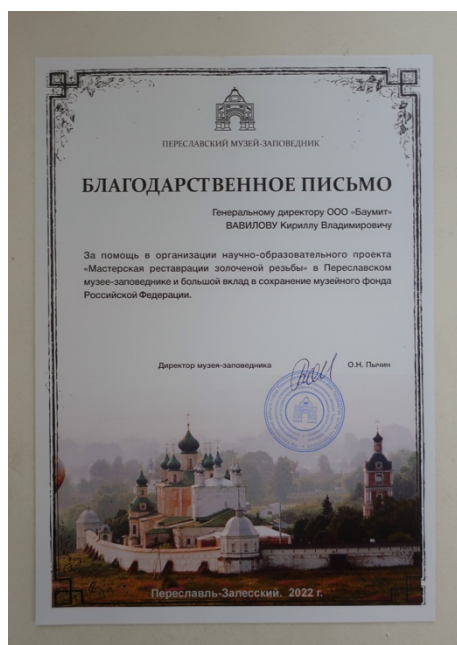 ПЕРЕСЛАВСКИЙ МУЗЕЙ-ЗАПОВЕДНИК
БЛАГОДАРСТВЕННОЕ ПИСЬМО
Генеральному директору ООО «Баумит»
ВАВИЛОВУ Кириллу Владимировичу
За помощь в организации научно-образовательного проекта
«Мастерская реставрации золоченой резьбы» в Переславском
музее-заповеднике и большой вклад в сохранение музейного фонда
Российской Федерации.
Директор музея-заповедника О.Н. Пычин
Переславль-Залесский. 2022 г.